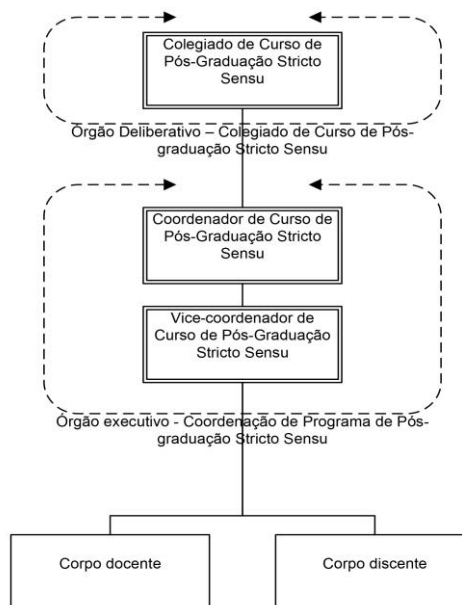 Colegiado de Curso de
Pós-Graduação Stricto
Sensu
Órgão Deliberativo – Colegiado de Curso de Pós-
graduação Stricto Sensu
Coordenador de Curso de
Pós-Graduação Stricto
Sensu
Vice-coordenador de
Curso de Pós-Graduação
Stricto Sensu
Órgão executivo - Coordenação de Programa de Pós-
graduação Stricto Sensu
Corpo docente
Corpo discente